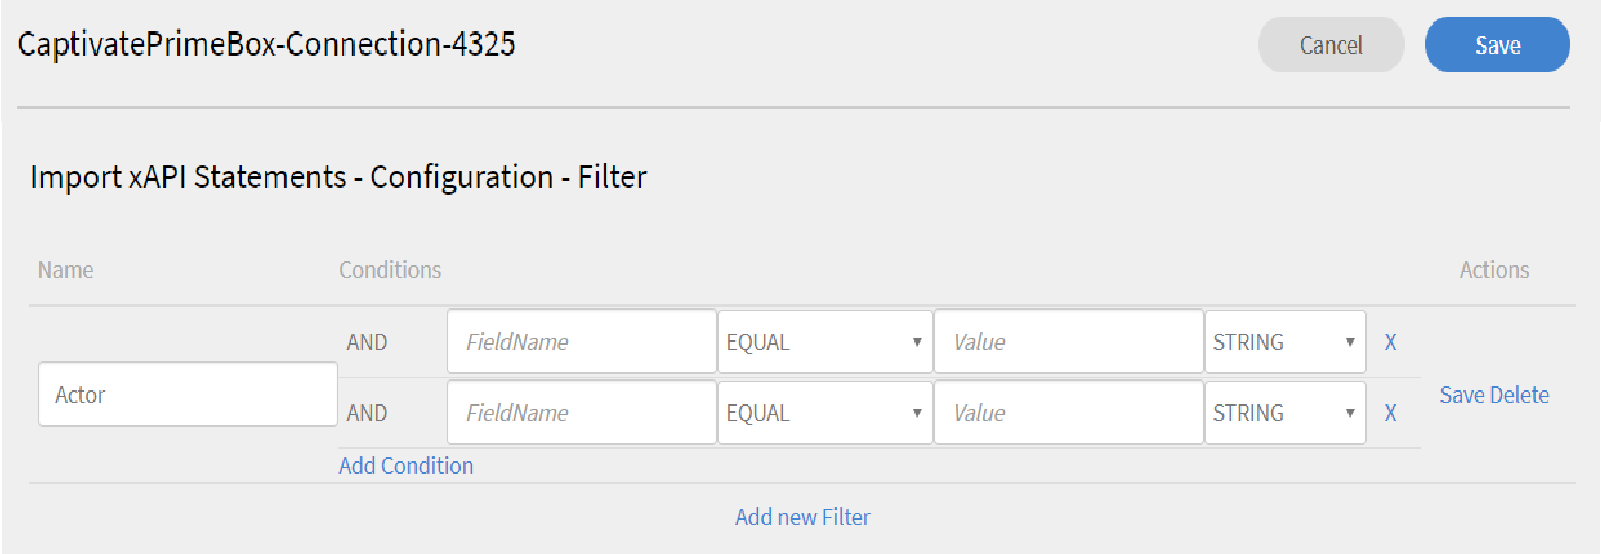 CaptivatePrimeBox-Connection-4325 Cancel Save
Import xAPI Statements - Configuration - Filter
Name Conditions Actions
AND FieldName EQUAL Value STRING X
Actor Save Delete
AND FieldName EQUAL Value STRING X
Add Condition
Add new Filter